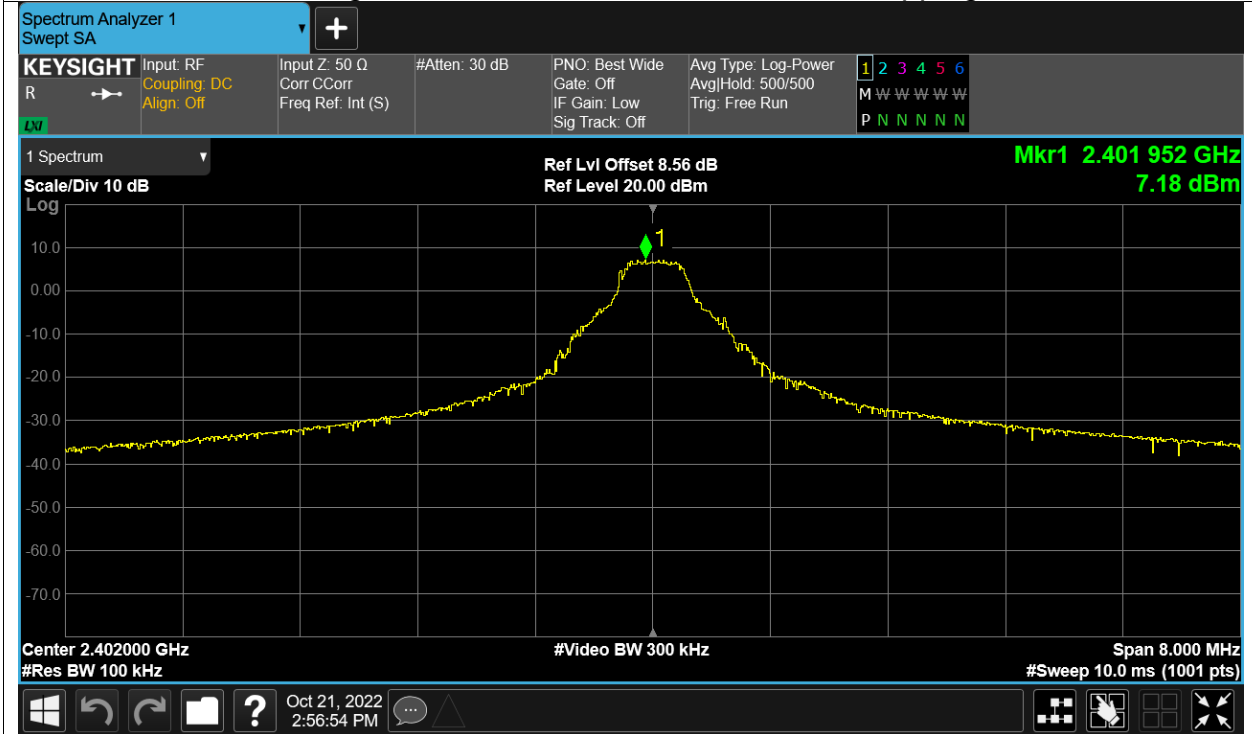 Spectrum Analyzer 1
Swept SA
+
KEYSIGHT
R
LXI
Input: RF
Coupling: DC
Align: Off
Input Z: 50 Ω
Corr CCorr
Freq Ref: Int (S)
#Atten: 30 dB
PNO: Best Wide
Gate: Off
IF Gain: Low
Sig Track: Off
Avg Type: Log-Power
Avg|Hold: 500/500
Trig: Free Run
1 2 3 4 5 6
M W W W W W
P N N N N N
1 Spectrum
Scale/Div 10 dB
Log
Ref Lvl Offset 8.56 dB
Ref Level 20.00 dBm
Mkr1 2.401 952 GHz
7.18 dBm
1
10.0
0.00
-10.0
-20.0
-30.0
-40.0
-50.0
-60.0
-70.0
Center 2.402000 GHz
#Res BW 100 kHz
#Video BW 300 kHz
Span 8.000 MHz
#Sweep 10.0 ms (1001 pts)
?
Oct 21, 2022
2:56:54 PM